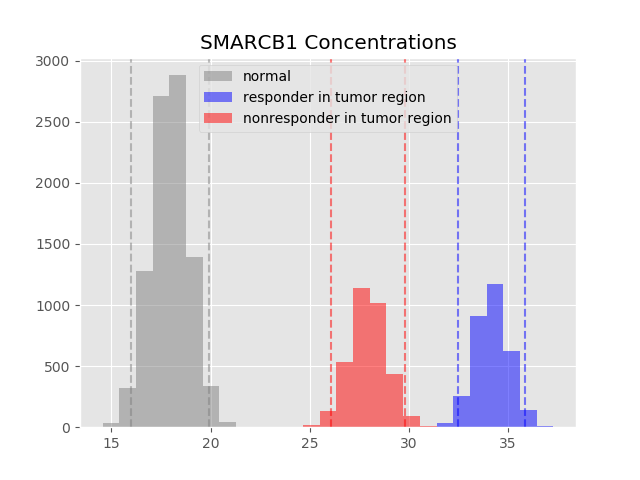 SMARCB1 Concentrations
3000
2500
2000
1500
1000
500
0
normal
responder in tumor region
nonresponder in tumor region
15 20 25 30 35